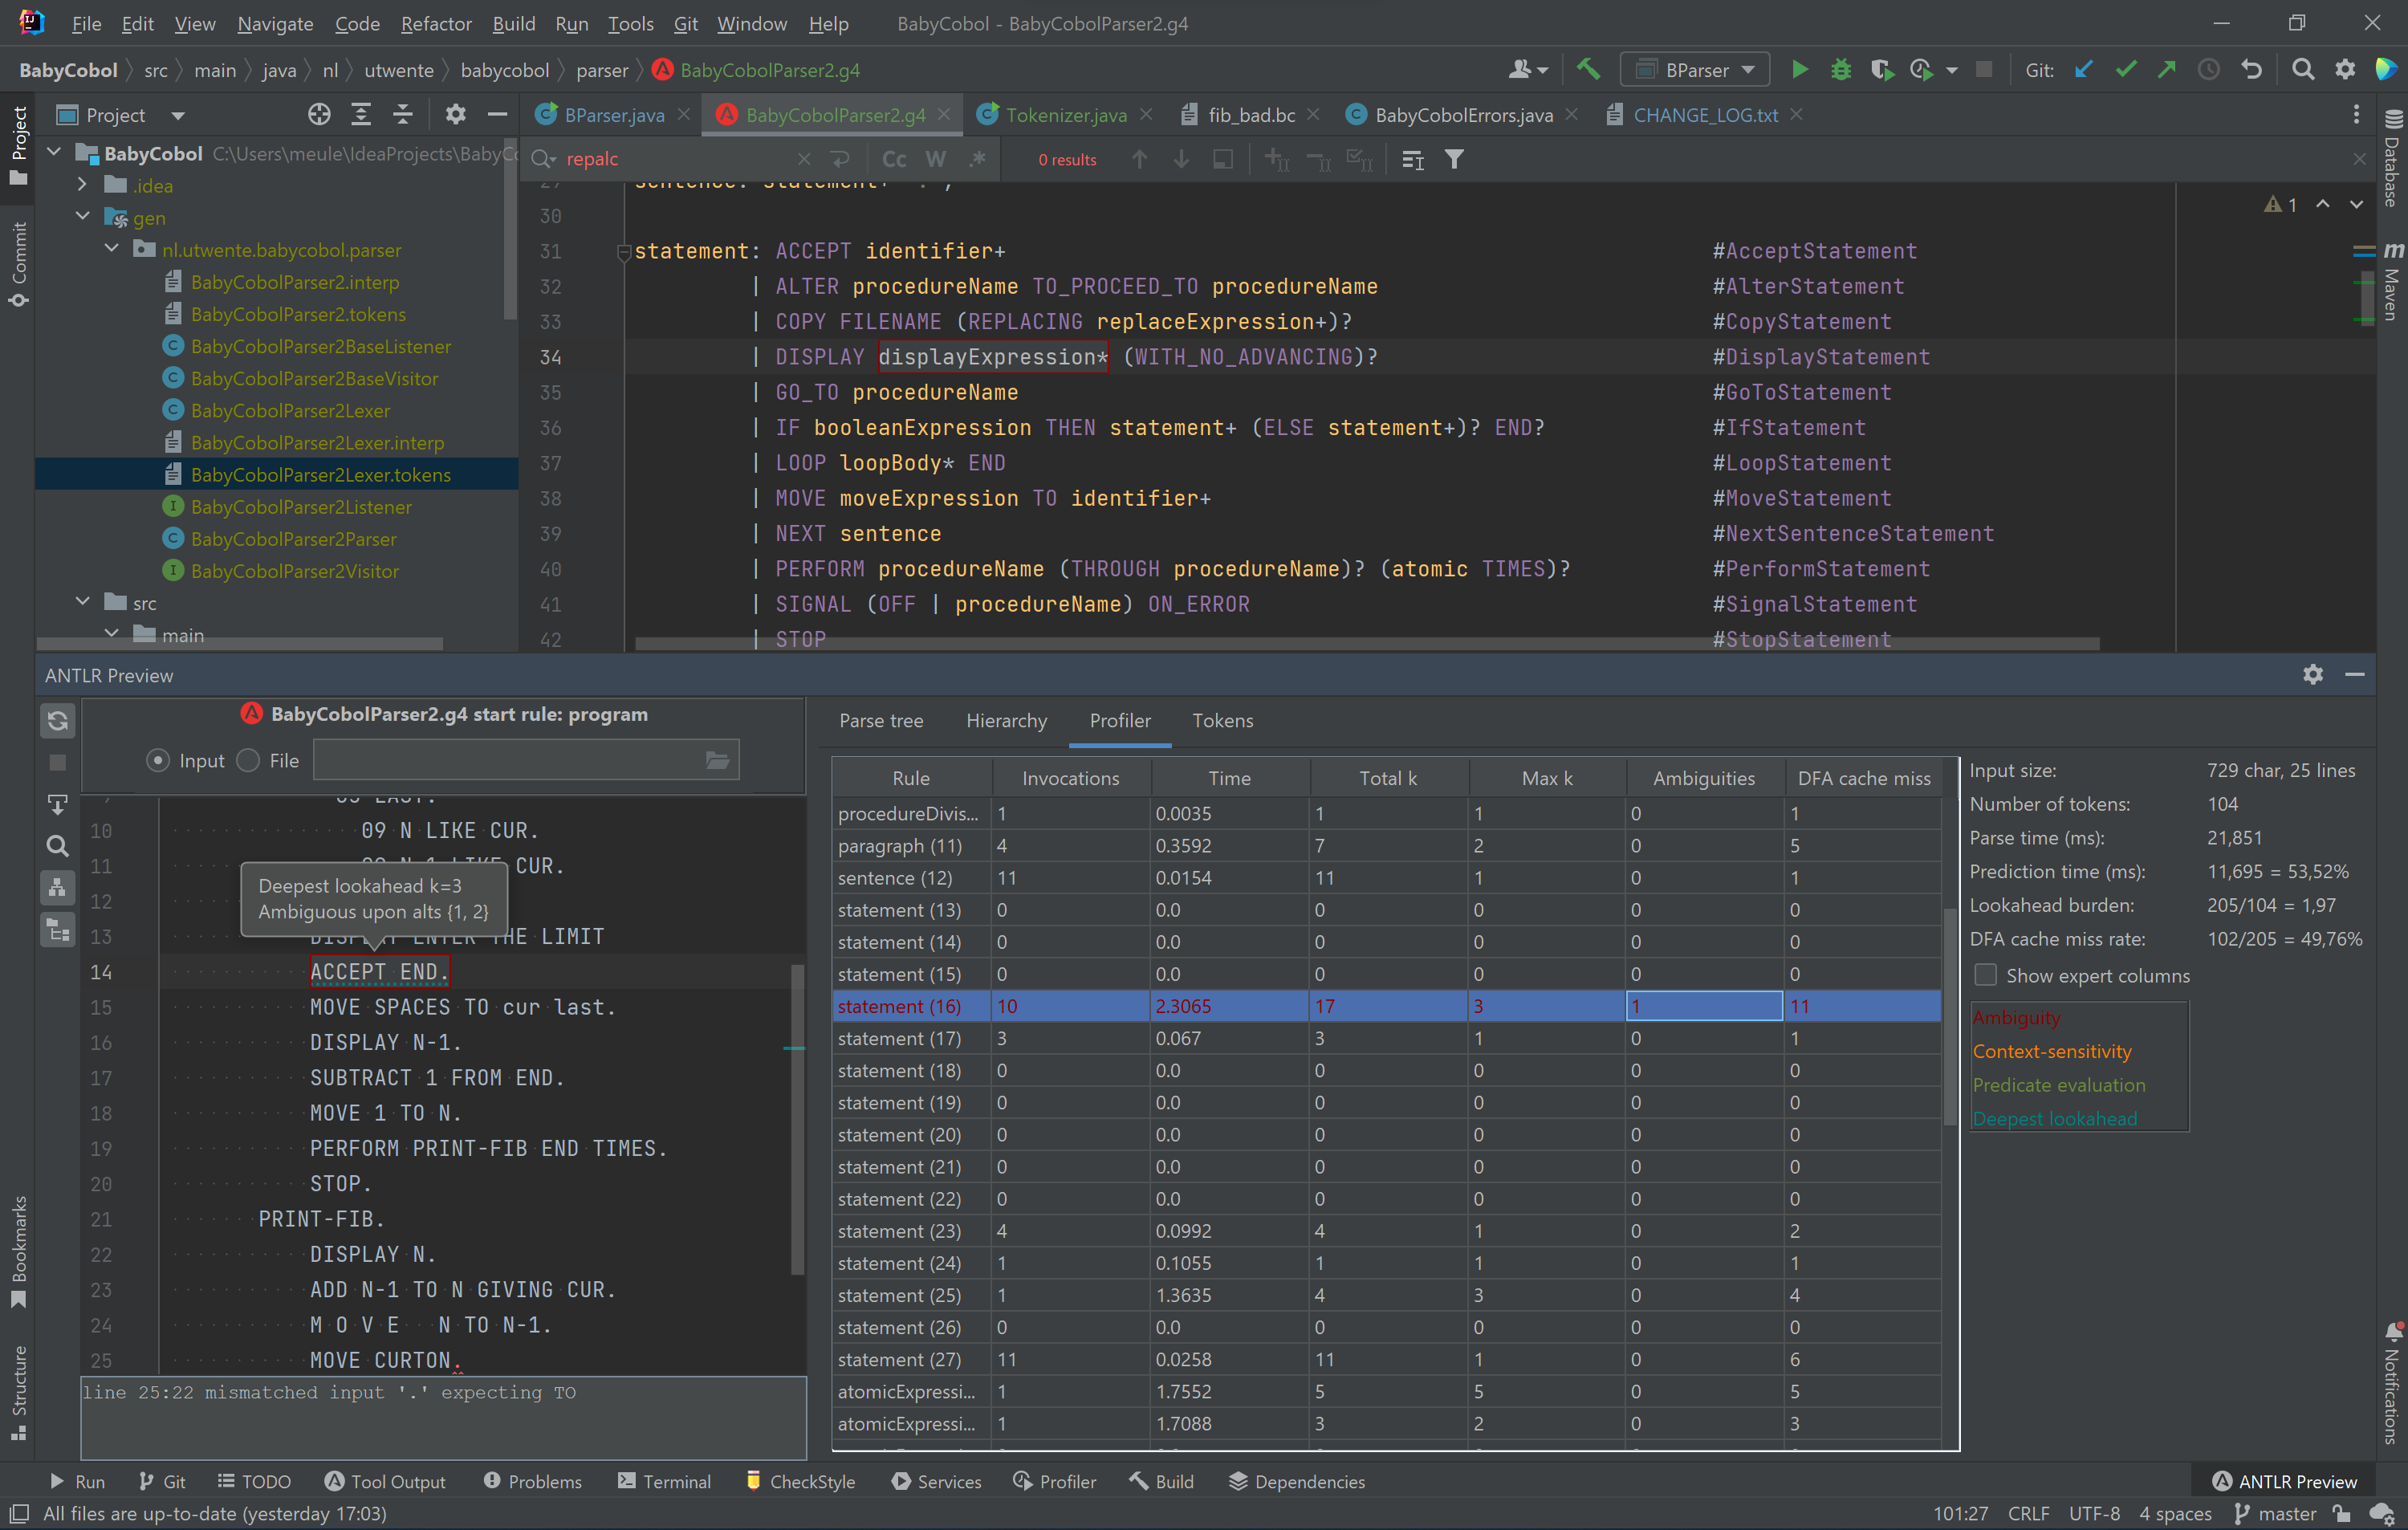 File Edit View Navigate Code Refactor Build Run Tools Git Window Help BabyCobol - BabyCobolParser2.g4
BabyCobol src main java nl utwente babycobol parser BabyCobolParser2.g4 BParser Git:
Project
BParser.java BabyCobolParser2.g4 Tokenizer.java fib_bad.bc BabyCobolErrors.java CHANGE_LOG.txt
repalc Cc W .* 0 results
Project
Commit
Bookmarks
Structure
Database
Maven
Notifications
BabyCobol C:\Users\meule\IdeaProjects\BabyC
.idea
gen
nl.utwente.babycobol.parser
BabyCobolParser2.interp
BabyCobolParser2.tokens
BabyCobolParser2BaseListener
BabyCobolParser2BaseVisitor
BabyCobolParser2Lexer
BabyCobolParser2Lexer.interp
BabyCobolParser2Lexer.tokens
BabyCobolParser2Listener
BabyCobolParser2Parser
BabyCobolParser2Visitor
src
main
1
30
31 statement: ACCEPT identifier+ #AcceptStatement
32 | ALTER procedureName TO_PROCEED_TO procedureName #AlterStatement
33 | COPY FILENAME (REPLACING replaceExpression+)? #CopyStatement
34 | DISPLAY displayExpression* (WITH_NO_ADVANCING)? #DisplayStatement
35 | GO_TO procedureName #GoToStatement
36 | IF booleanExpression THEN statement+ (ELSE statement+)? END? #IfStatement
37 | LOOP loopBody* END #LoopStatement
38 | MOVE moveExpression TO identifier+ #MoveStatement
39 | NEXT sentence #NextSentenceStatement
40 | PERFORM procedureName (THROUGH procedureName)? (atomic TIMES)? #PerformStatement
41 | SIGNAL (OFF | procedureName) ON_ERROR #SignalStatement
42 | STOP #StopStatement
ANTLR Preview
BabyCobolParser2.g4 start rule: program
Input File
10 09 N LIKE CUR.
11 CUR.
12
Deepest lookahead k=3
Ambiguous upon alts {1, 2}
13 DISPLAY ENTER THE LIMIT
14 ACCEPT END.
15 MOVE SPACES TO cur last.
16 DISPLAY N-1.
17 SUBTRACT 1 FROM END.
18 MOVE 1 TO N.
19 PERFORM PRINT-FIB END TIMES.
20 STOP.
21 PRINT-FIB.
22 DISPLAY N.
23 ADD N-1 TO N GIVING CUR.
24 M O V E N TO N-1.
25 MOVE CURTON.
line 25:22 mismatched input '.' expecting TO
Parse tree Hierarchy Profiler Tokens
Rule Invocations Time Total k Max k Ambiguities DFA cache miss
procedureDivis... 1 0.0035 1 1 0 1
paragraph (11) 4 0.3592 7 2 0 5
sentence (12) 11 0.0154 11 1 0 1
statement (13) 0 0.0 0 0 0 0
statement (14) 0 0.0 0 0 0 0
statement (15) 0 0.0 0 0 0 0
statement (16) 10 2.3065 17 3 1 11
statement (17) 3 0.067 3 1 0 1
statement (18) 0 0.0 0 0 0 0
statement (19) 0 0.0 0 0 0 0
statement (20) 0 0.0 0 0 0 0
statement (21) 0 0.0 0 0 0 0
statement (22) 0 0.0 0 0 0 0
statement (23) 4 0.0992 4 1 0 2
statement (24) 1 0.1055 1 1 0 1
statement (25) 1 1.3635 4 3 0 4
statement (26) 0 0.0 0 0 0 0
statement (27) 11 0.0258 11 1 0 6
atomicExpressi... 1 1.7552 5 5 0 5
atomicExpressi... 1 1.7088 3 2 0 3
Input size: 729 char, 25 lines
Number of tokens: 104
Parse time (ms): 21,851
Prediction time (ms): 11,695 = 53,52%
Lookahead burden: 205/104 = 1,97
DFA cache miss rate: 102/205 = 49,76%
Show expert columns
Ambiguity
Context-sensitivity
Predicate evaluation
Deepest lookahead
Run Git TODO Tool Output Problems Terminal CheckStyle Services Profiler Build Dependencies ANTLR Preview
All files are up-to-date (yesterday 17:03) 101:27 CRLF UTF-8 4 spaces master